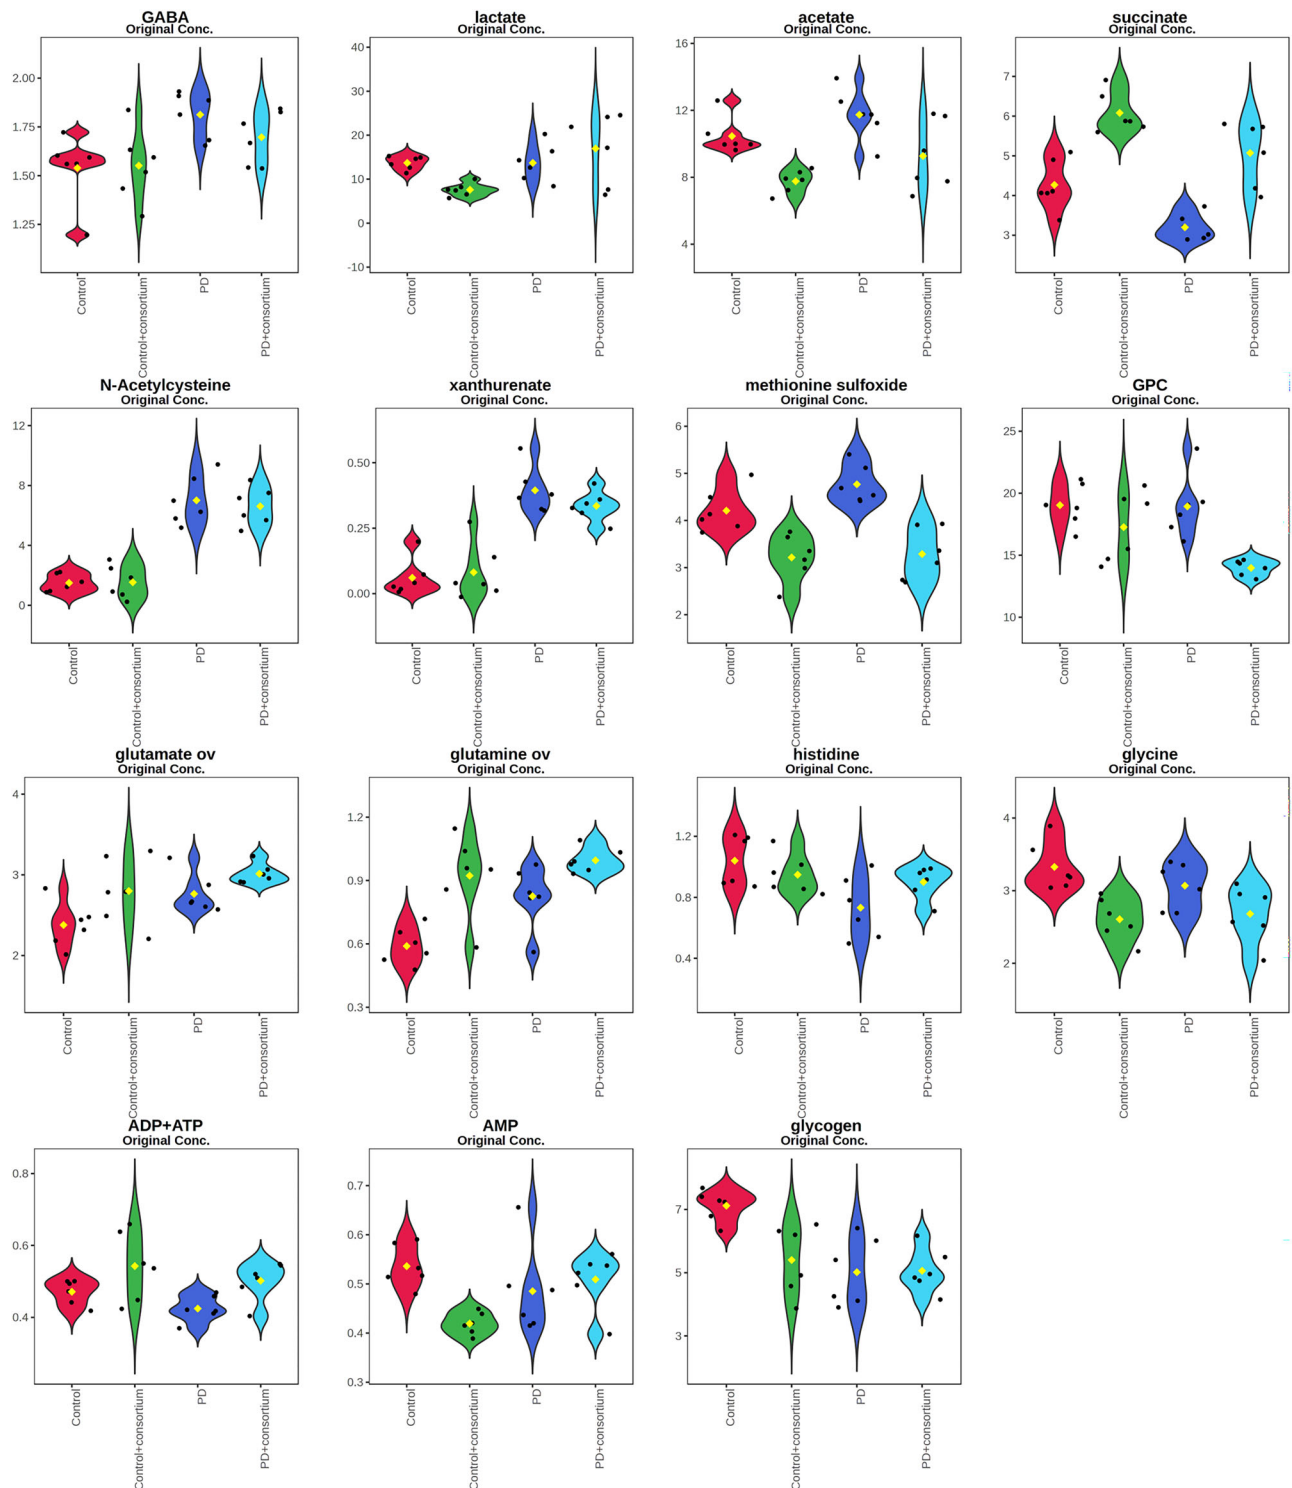 GABA
Original Conc.
2.00
1.75
1.50
1.25
Control
Control+consortium
PD
PD+consortium
lactate
Original Conc.
40
30
20
10
0
-10
Control
Control+consortium
PD
PD+consortium
acetate
Original Conc.
16
12
8
4
Control
Control+consortium
PD
PD+consortium
succinate
Original Conc.
7
6
5
4
3
Control
Control+consortium
PD
PD+consortium
N-Acetylcysteine
Original Conc.
12
8
4
0
Control
Control+consortium
PD
PD+consortium
xanthurenate
Original Conc.
0.50
0.25
0.00
Control
Control+consortium
PD
PD+consortium
methionine sulfoxide
Original Conc.
6
5
4
3
2
Control
Control+consortium
PD
PD+consortium
GPC
Original Conc.
25
20
15
10
Control
Control+consortium
PD
PD+consortium
glutamate ov
Original Conc.
4
3
2
Control
Control+consortium
PD
PD+consortium
glutamine ov
Original Conc.
1.2
0.9
0.6
0.3
Control
Control+consortium
PD
PD+consortium
histidine
Original Conc.
1.2
0.8
0.4
Control
Control+consortium
PD
PD+consortium
glycine
Original Conc.
4
3
2
Control
Control+consortium
PD
PD+consortium
ADP+ATP
Original Conc.
0.8
0.6
0.4
Control
Control+consortium
PD
PD+consortium
AMP
Original Conc.
0.7
0.6
0.5
0.4
0.3
Control
Control+consortium
PD
PD+consortium
glycogen
Original Conc.
7
5
3
Control
Control+consortium
PD
PD+consortium